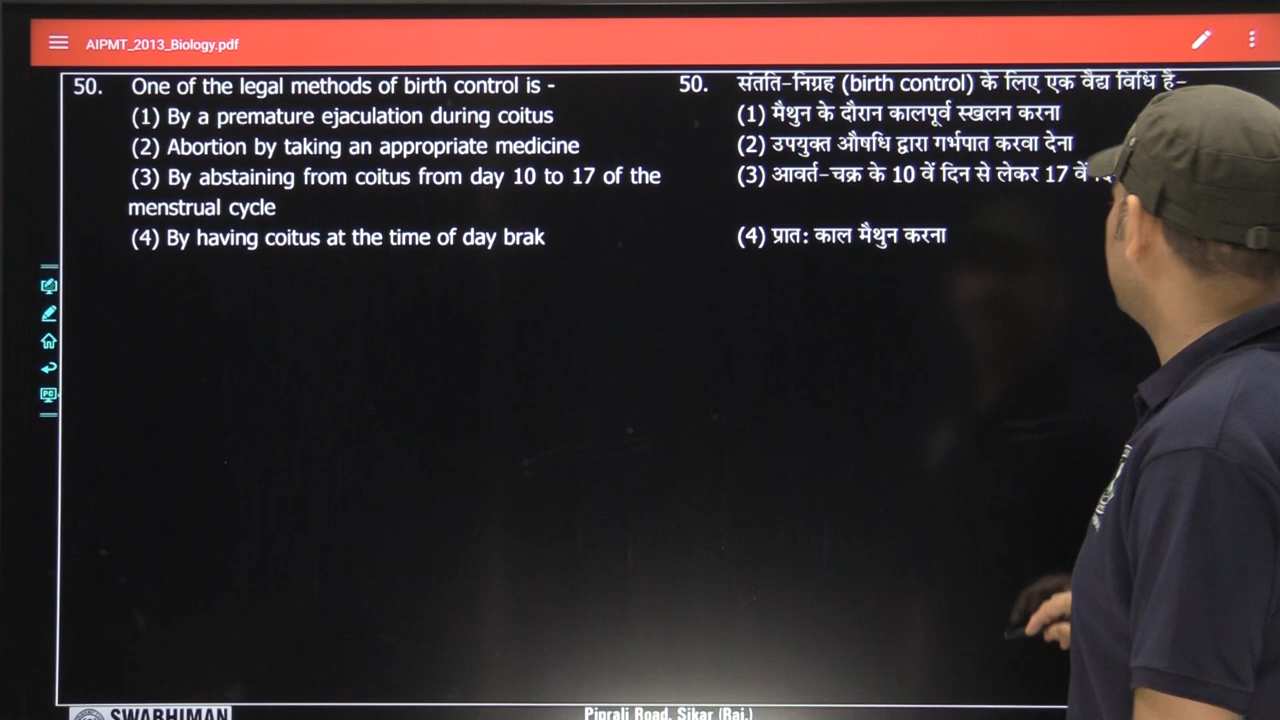 AIPMT_2013_Biology.pdf
50. One of the legal methods of birth control is -
(1) By a premature ejaculation during coitus
(2) Abortion by taking an appropriate medicine
(3) By abstaining from coitus from day 10 to 17 of the
menstrual cycle
(4) By having coitus at the time of day brak
50. संतति-निग्रह (birth control) के लिए एक वैद्य विधि है-
(1) मैथुन के दौरान कालपूर्व स्खलन करना
(2) उपयुक्त औषधि द्वारा गर्भपात करवा देना
(3) आवर्त-चक्र के 10 वें दिन से लेकर 17 वें
(4) प्रात: काल मैथुन करना
PC
SWABHIMAN
Piprali Road, Sikar (Raj.)